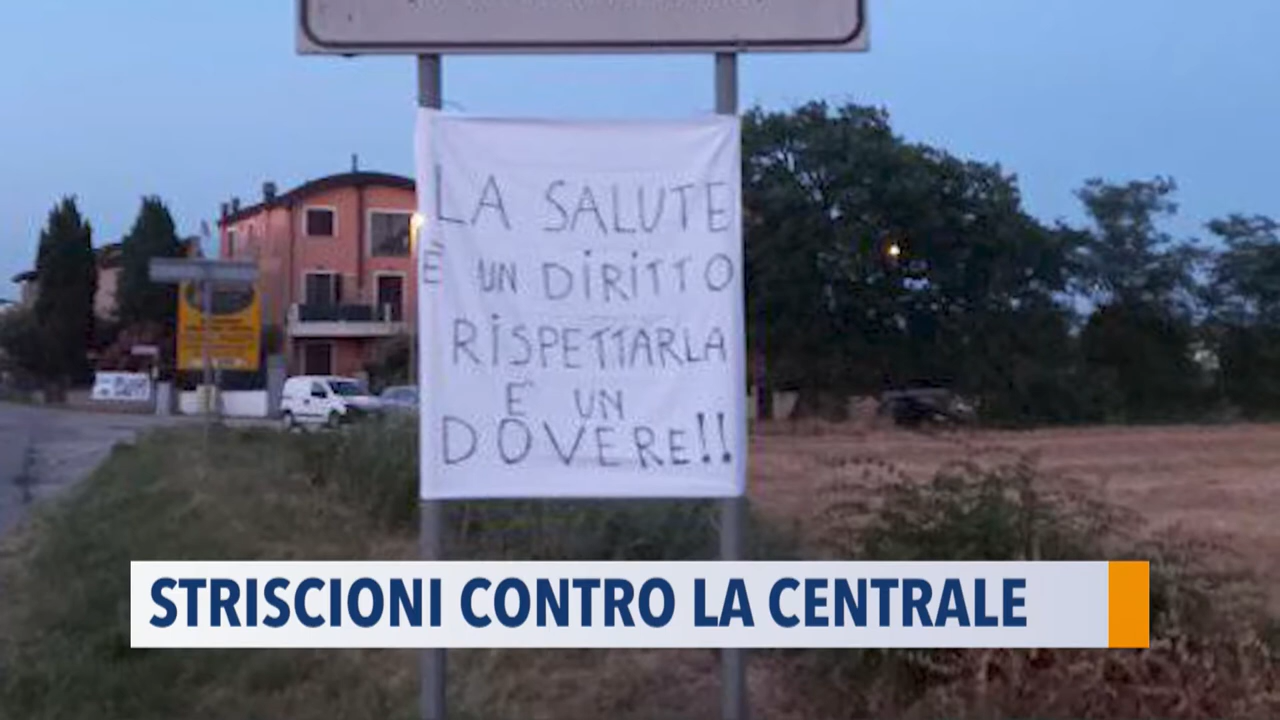 LA SALUTE
È UN DIRITTO
RISPETTARLA
E' UN
DOVERE!!
STRISCIONI CONTRO LA CENTRALE